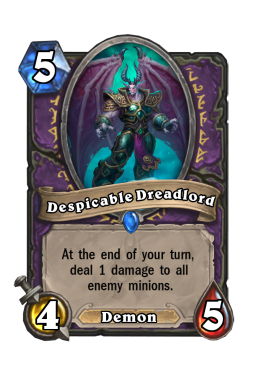 5
Despicable Dreadlord
At the end of your turn,
deal 1 damage to all
enemy minions.
4
Demon
5